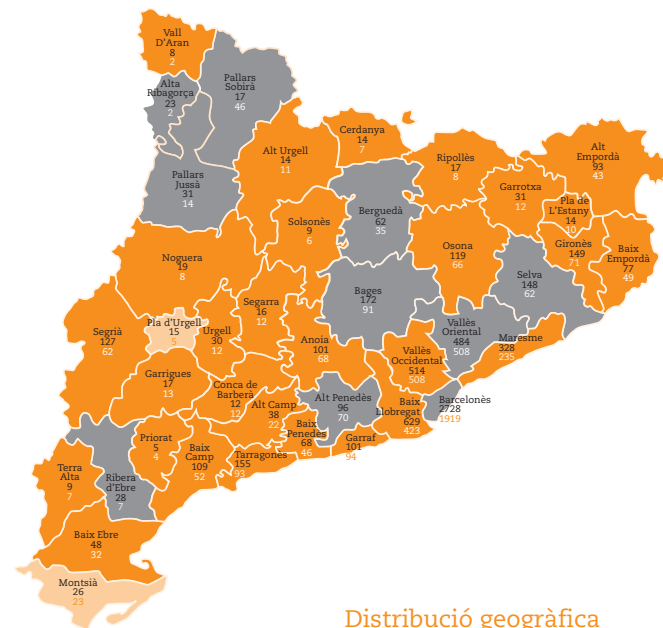 Vall
D'Aran
8
2
Alta
Ribagorça
23
2
Pallars
Sobirà
17
46
Pallars
Jussà
31
14
Alt Urgell
14
11
Cerdanya
14
7
Ripollès
17
8
Alt
Empordà
93
43
Garrotxa
31
12
Pla de
L'Estany
14
10
Berguedà
62
35
Solsonès
9
6
Osona
119
66
Gironès
149
71
Baix
Empordà
77
49
Noguera
19
8
Selva
148
62
Bages
172
91
Segarra
16
12
Pla d'Urgell
15
5
Segrià
127
62
Urgell
30
12
Anoia
101
68
Vallès
Oriental
484
508
Maresme
328
235
Vallès
Occidental
514
508
Garrigues
17
13
Conca de
Barberà
12
12
Alt Camp
38
22
Alt Penedès
96
70
Baix
Llobregat
629
423
Barcelonès
2728
1919
Priorat
5
4
Baix
Camp
109
52
Tarragonès
155
93
Baix
Penedès
68
46
Garraf
101
94
Terra
Alta
9
7
Ribera
d'Ebre
28
7
Baix Ebre
48
32
Montsià
26
23
Distribució geogràfica